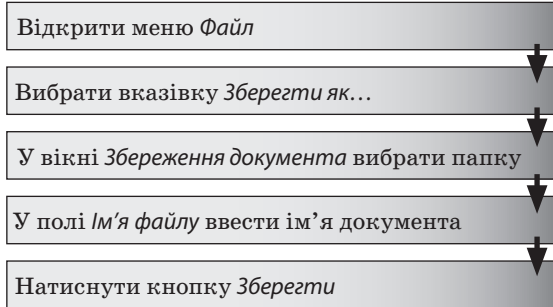 Відкрити меню Файл
Вибрати вказівку Зберегти як…
У вікні Збереження документа вибрати папку
У полі Ім’я файлу ввести ім’я документа
Натиснути кнопку Зберегти